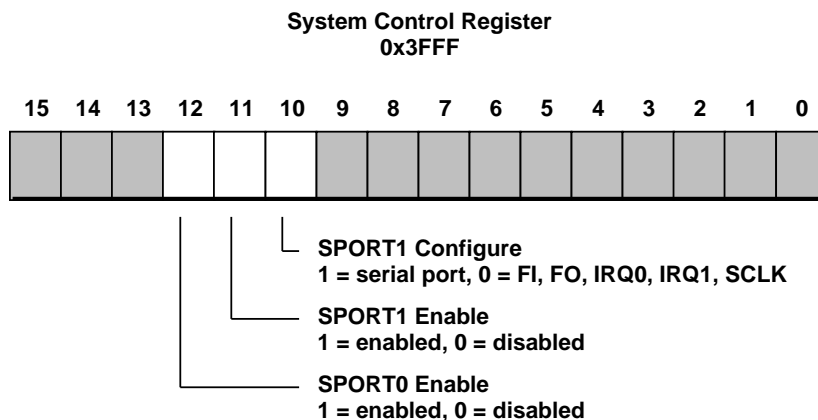 System Control Register
0x3FFF
15 14 13 12 11 10 9 8 7 6 5 4 3 2 1 0
SPORT1 Configure
1 = serial port, 0 = FI, FO, IRQ0, IRQ1, SCLK
SPORT1 Enable
1 = enabled, 0 = disabled
SPORT0 Enable
1 = enabled, 0 = disabled